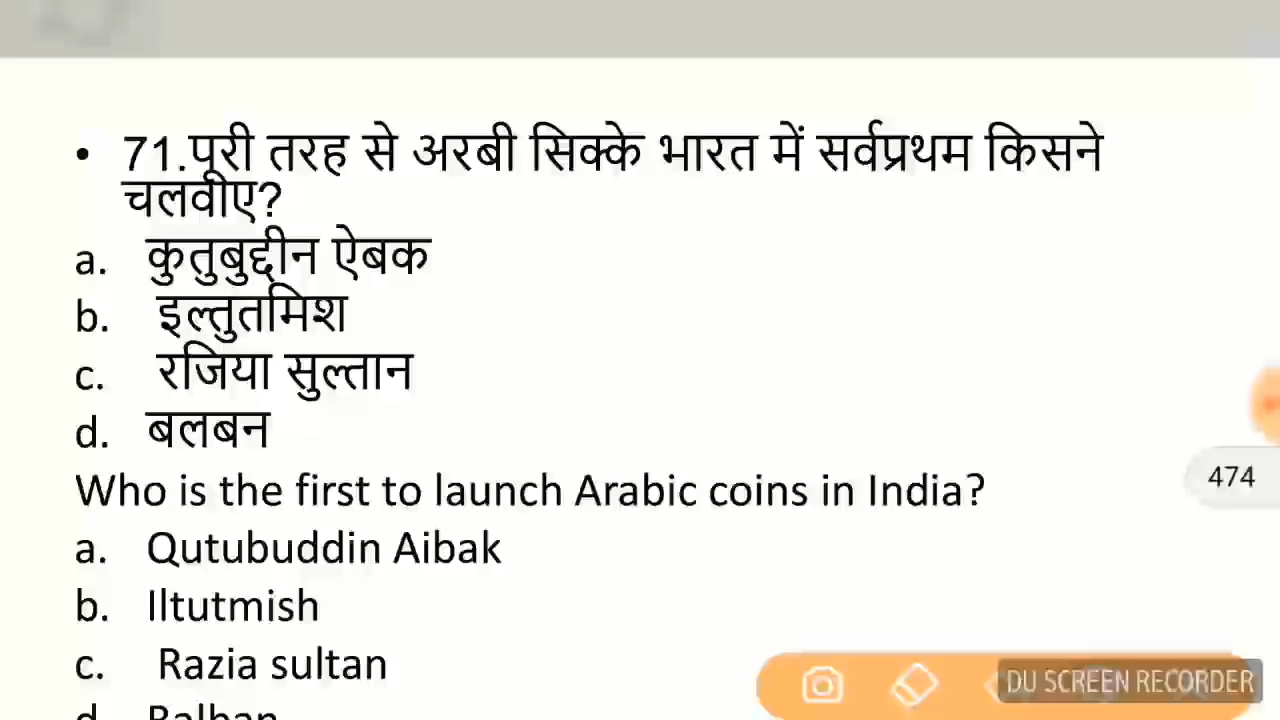 • 71.पूरी तरह से अरबी सिक्के भारत में सर्वप्रथम किसने
चलवाए?
a. कुतुबुद्दीन ऐबक
b. इल्तुतमिश
c. रजिया सुल्तान
d. बलबन
Who is the first to launch Arabic coins in India?
474
a. Qutubuddin Aibak
b. Iltutmish
c. Razia sultan
DU SCREEN RECORDER
d. Balban